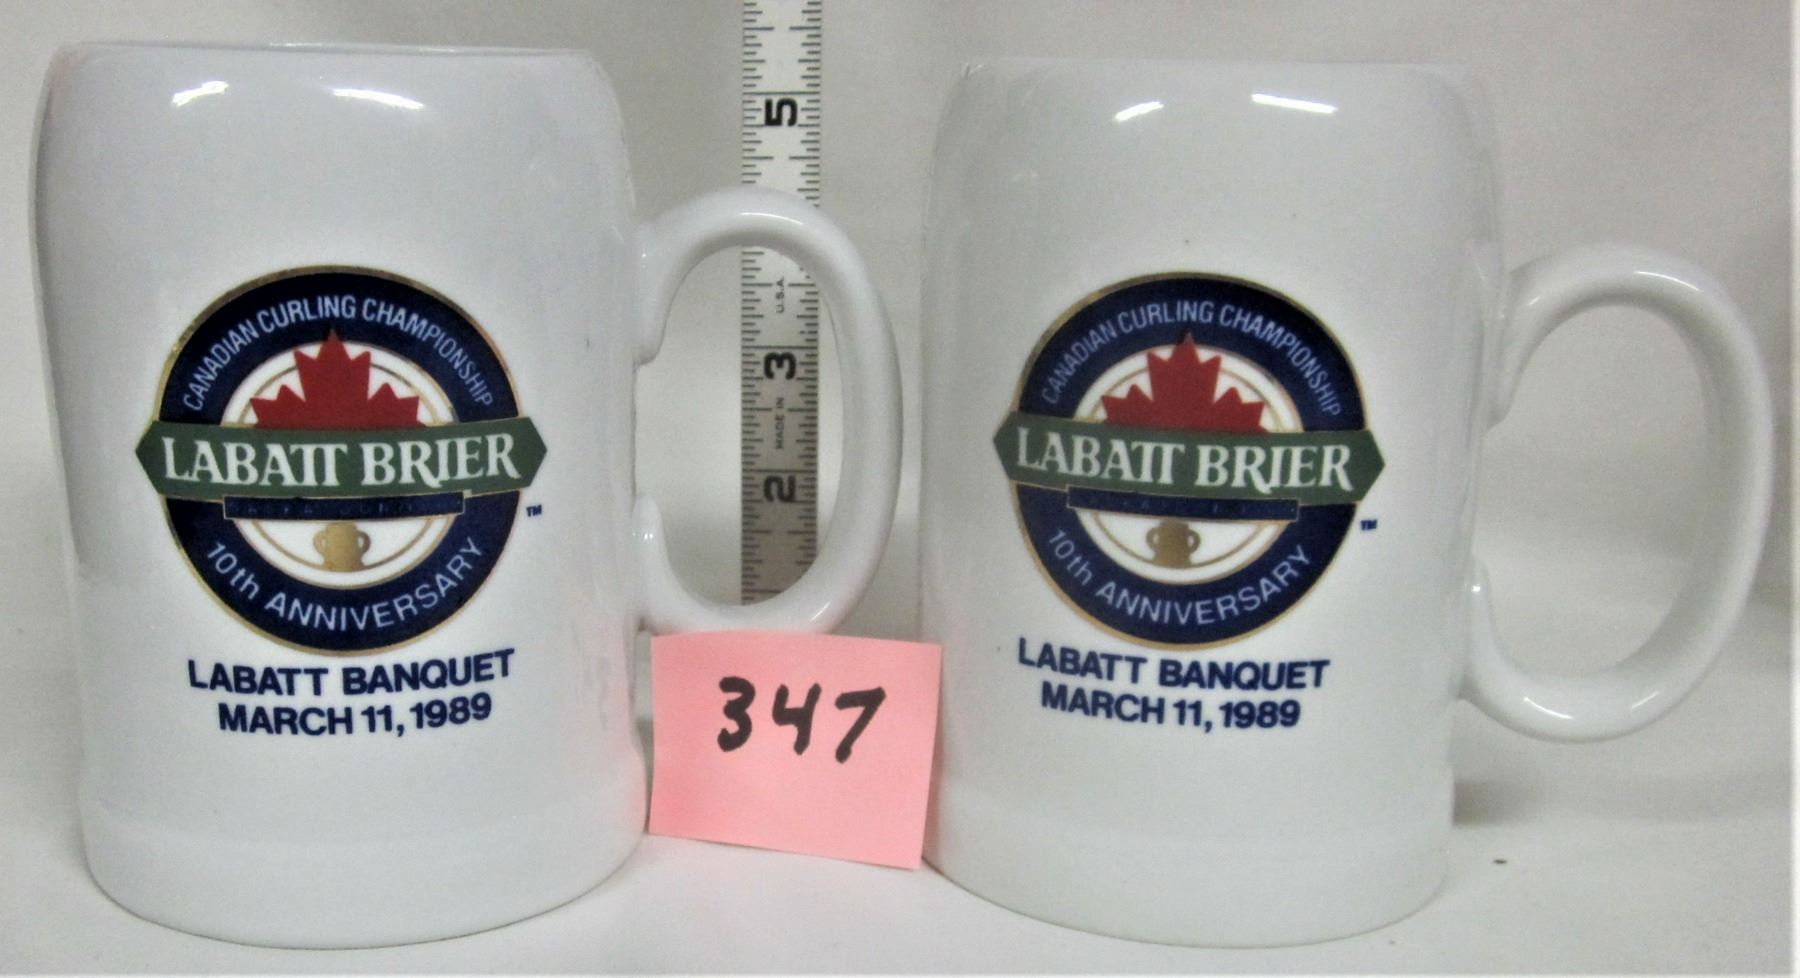 CANADIAN CURLING CHAMPIONSHIP
LABATT BRIER
TM
10th ANNIVERSARY
LABATT BANQUET
MARCH 11, 1989
5
U.S.A.
3
MADE IN
2
347
CANADIAN CURLING CHAMPIONSHIP
LABATT BRIER
TM
10th ANNIVERSARY
LABATT BANQUET
MARCH 11, 1989